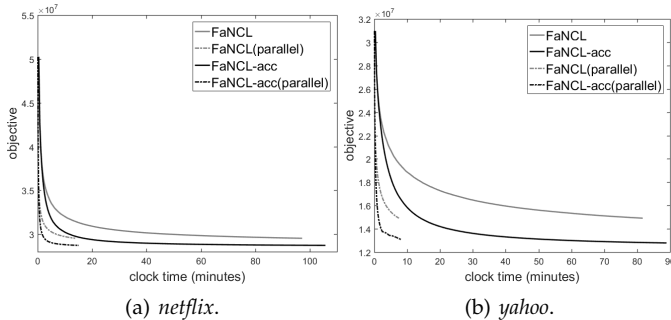 ×10⁷
5.5
5
4.5
4
3.5
3
objective
0
20
40
60
80
100
clock time (minutes)
FaNCL
FaNCL(parallel)
FaNCL-acc
FaNCL-acc(parallel)
(a) netflix.
×10⁷
3.2
3
2.8
2.6
2.4
2.2
2
1.8
1.6
1.4
1.2
objective
0
10
20
30
40
50
60
70
80
90
clock time (minutes)
FaNCL
FaNCL-acc
FaNCL(parallel)
FaNCL-acc(parallel)
(b) yahoo.